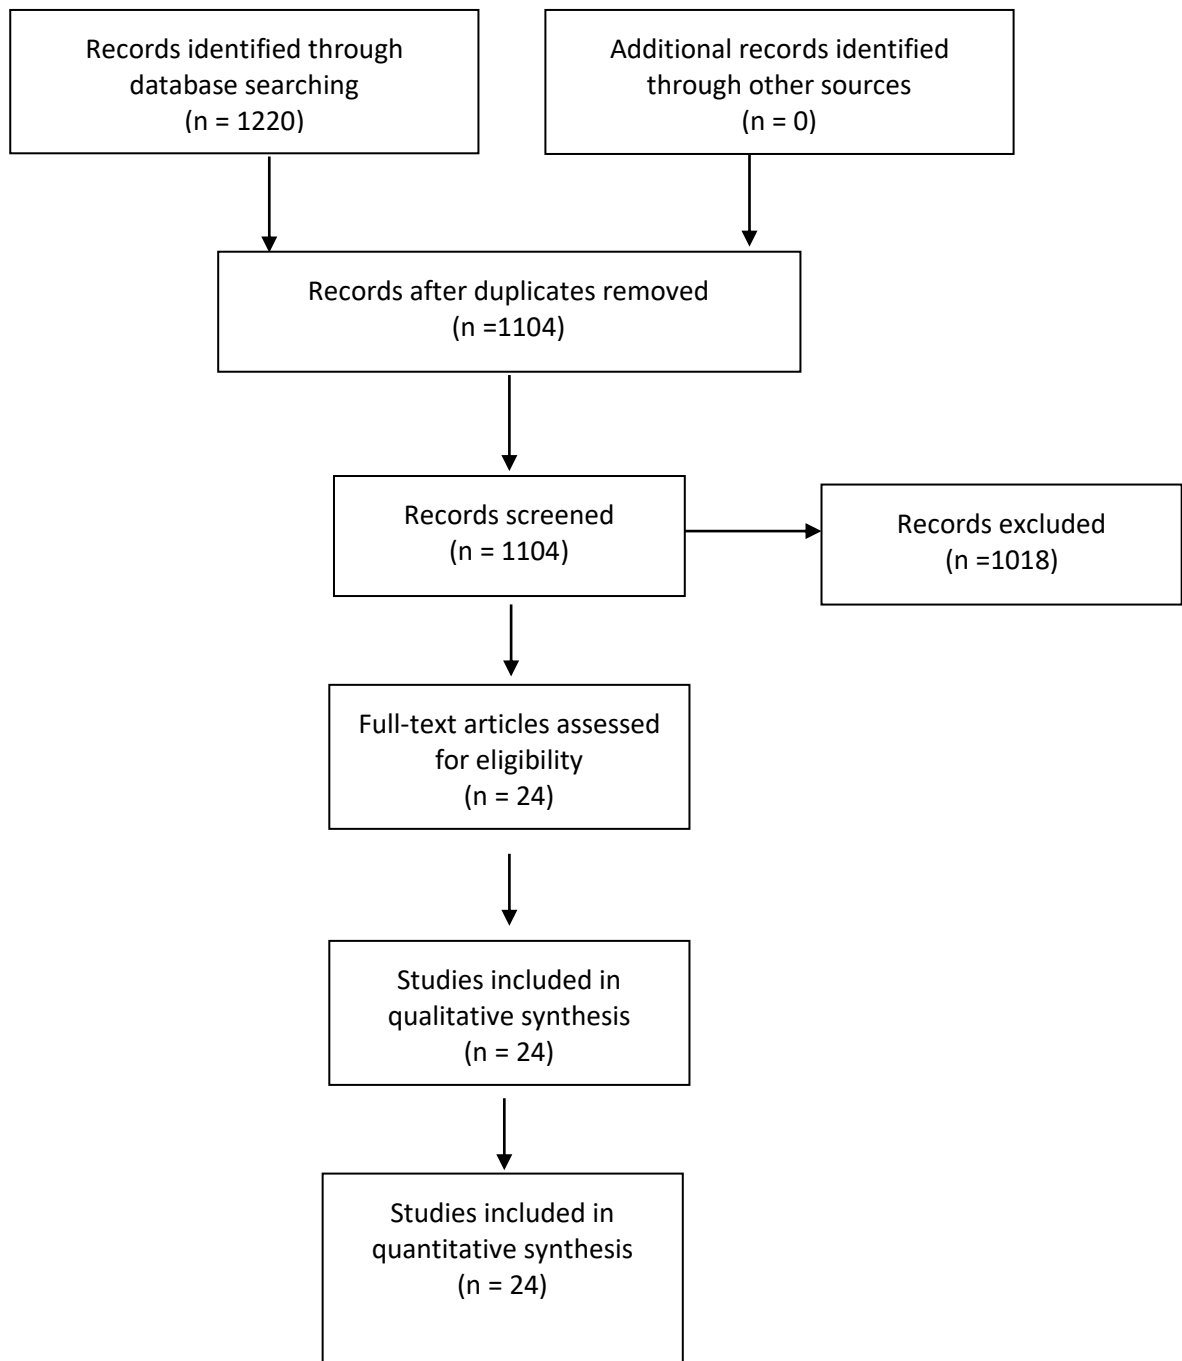 Records identified through
database searching
(n = 1220)
Additional records identified
through other sources
(n = 0)
Records after duplicates removed
(n =1104)
Records screened
(n = 1104)
Records excluded
(n =1018)
Full-text articles assessed
for eligibility
(n = 24)
Studies included in
qualitative synthesis
(n = 24)
Studies included in
quantitative synthesis
(n = 24)